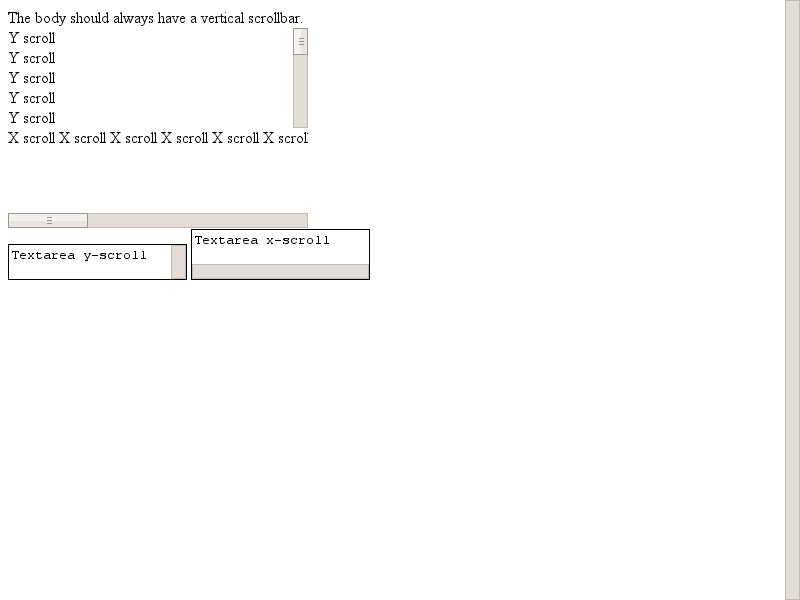 The body should always have a vertical scrollbar.
Y scroll
Y scroll
Y scroll
Y scroll
Y scroll
X scroll X scroll X scroll X scroll X scroll X scrol
Textarea x-scroll
Textarea y-scroll